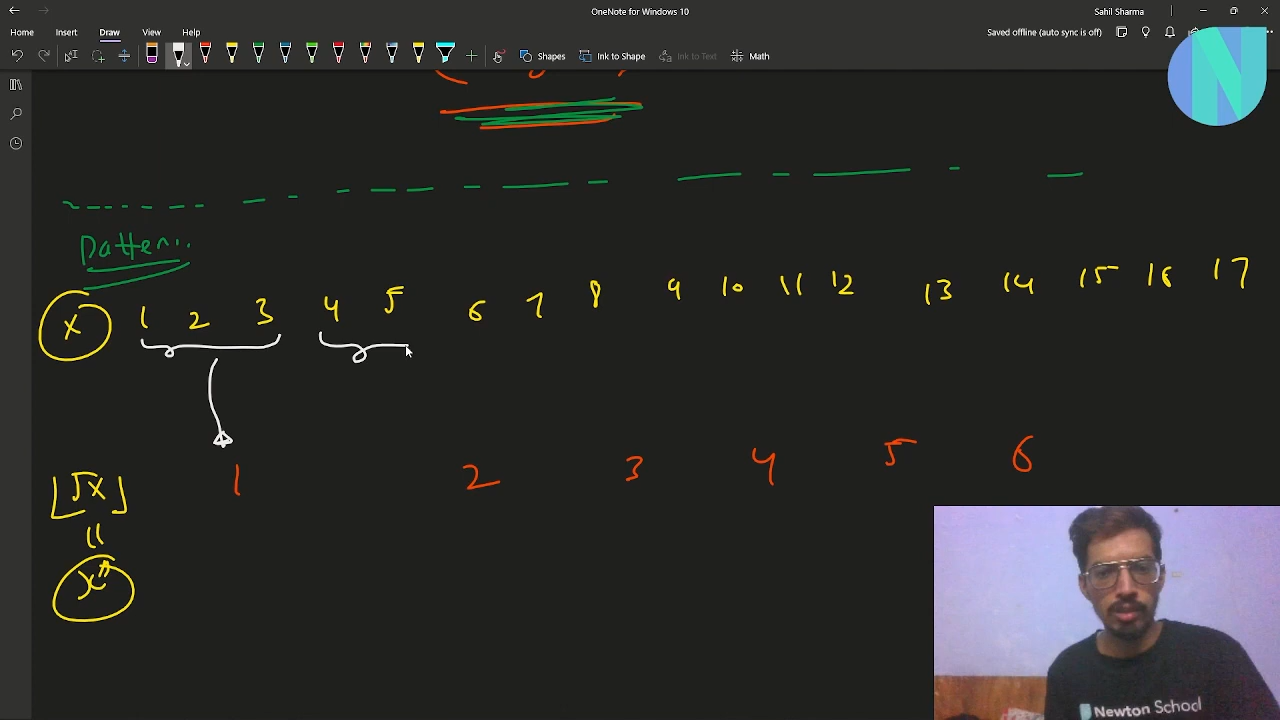 OneNote for Windows 10
Sahil Sharma
Home Insert Draw View Help
Saved offline (auto sync is off)
Shapes Ink to Shape Ink to Text Math
N
Pattern..
x 1 2 3 4 5 6 7 8 9 10 11 12 13 14 15 16 17
⌊√x⌋ 1 2 3 4 5 6
Newton School